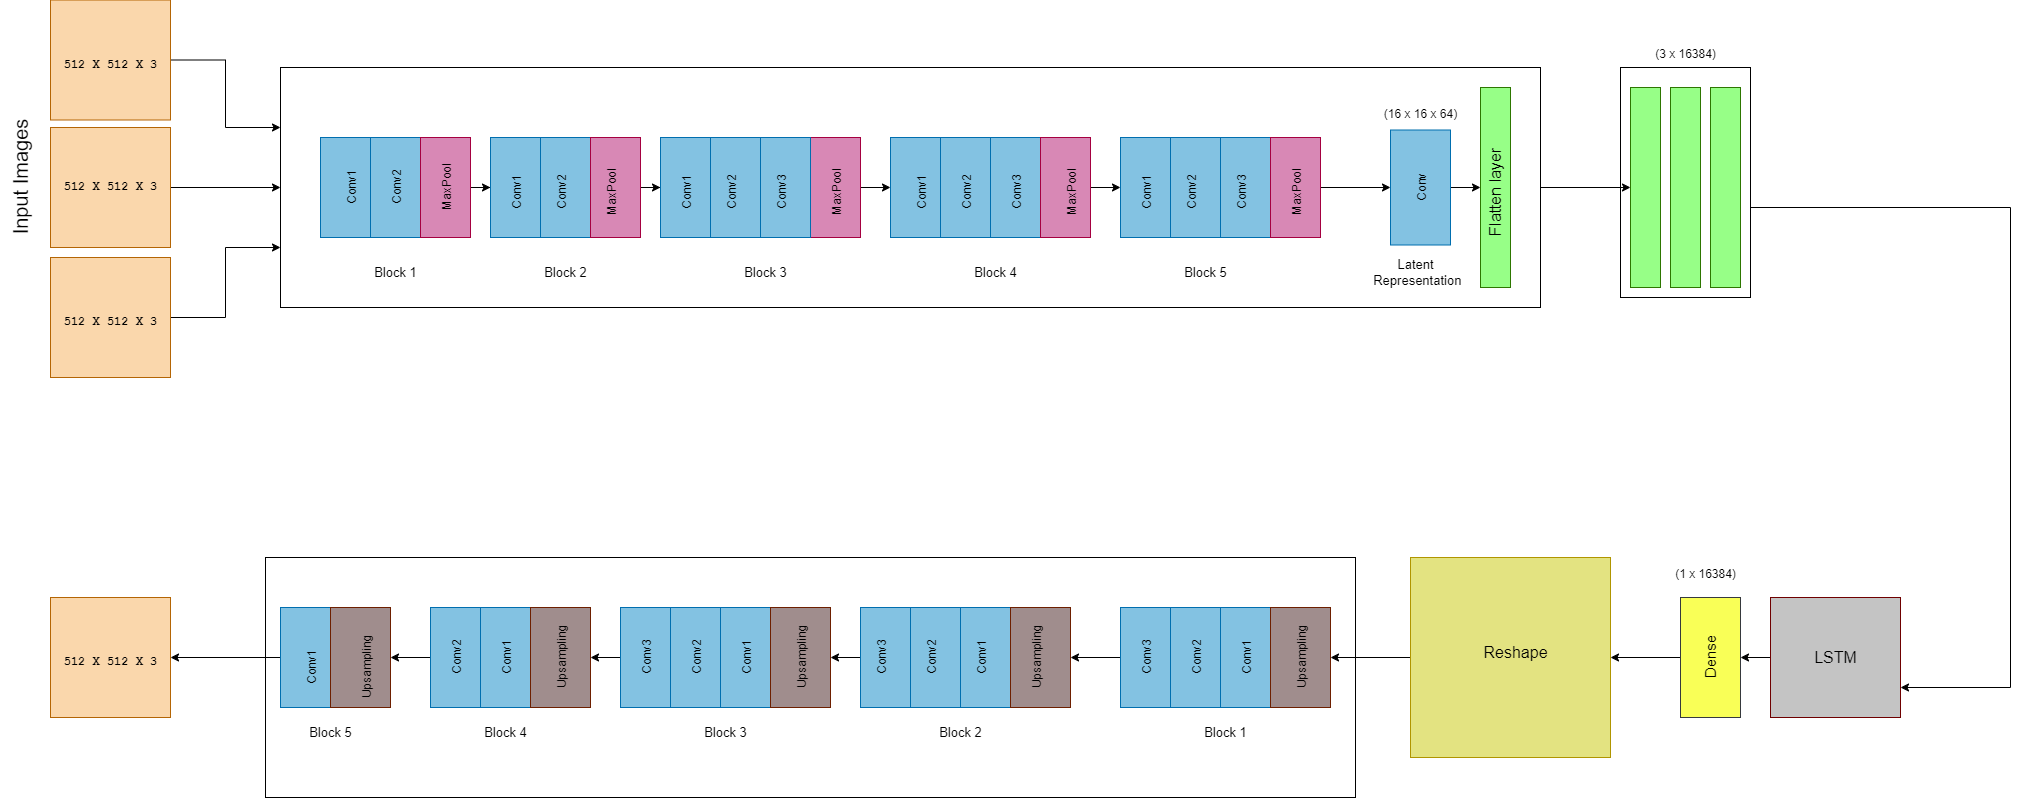 Input Images
512 X 512 X 3
512 X 512 X 3
512 X 512 X 3
Conv1
Conv2
MaxPool
Block 1
Conv1
Conv2
MaxPool
Block 2
Conv1
Conv2
Conv3
MaxPool
Block 3
Conv1
Conv2
Conv3
MaxPool
Block 4
Conv1
Conv2
Conv3
MaxPool
Block 5
(16 x 16 x 64)
Conv
Latent
Representation
Flatten layer
(3 x 16384)
LSTM
(1 x 16384)
Dense
Reshape
Upsampling
Conv1
Conv2
Conv3
Block 1
Upsampling
Conv1
Conv2
Conv3
Block 2
Upsampling
Conv1
Conv2
Conv3
Block 3
Upsampling
Conv1
Conv2
Block 4
Upsampling
Conv1
Block 5
512 X 512 X 3